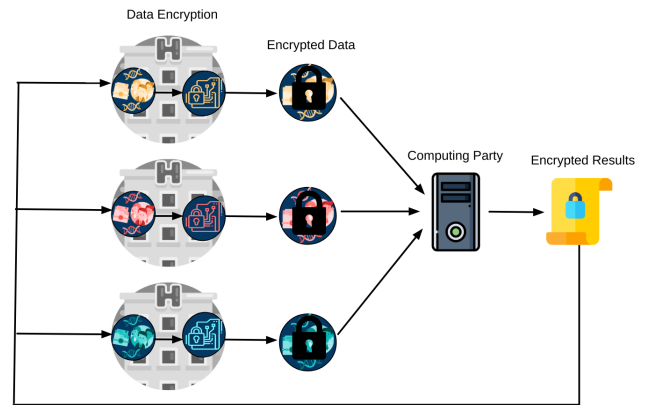 Data Encryption
Encrypted Data
Computing Party
Encrypted Results